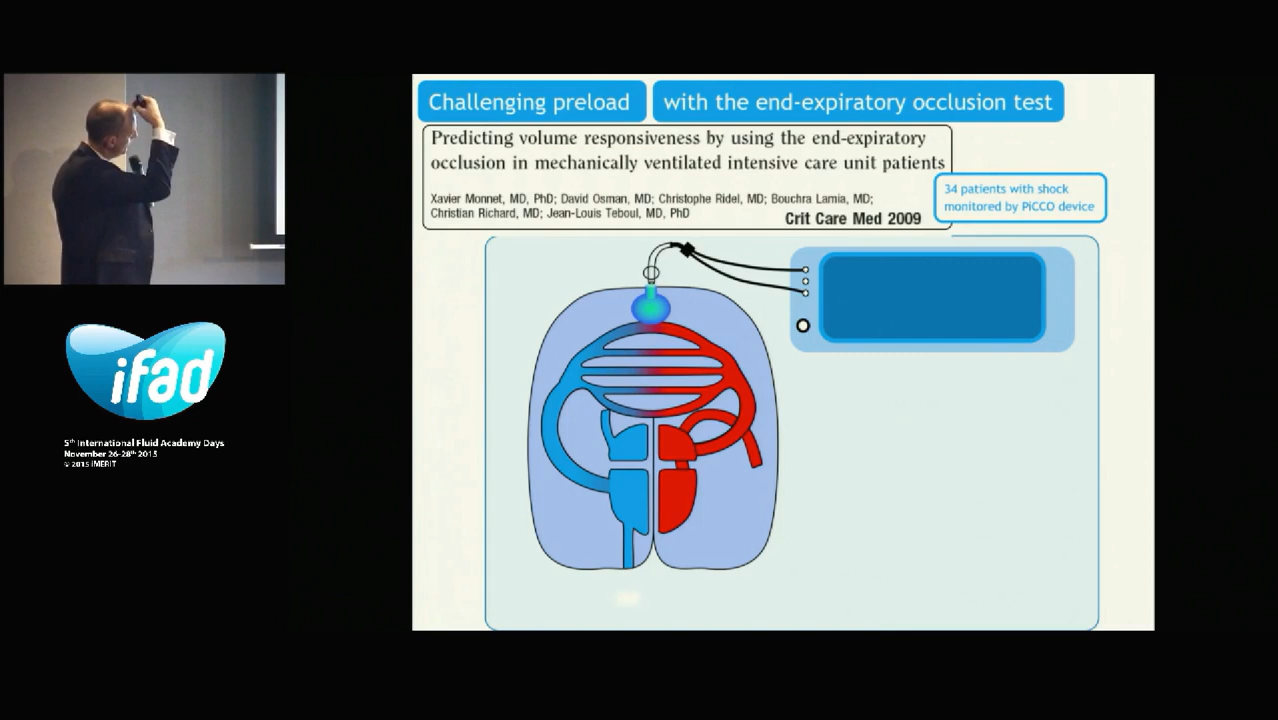 Challenging preload with the end-expiratory occlusion test
Predicting volume responsiveness by using the end-expiratory
occlusion in mechanically ventilated intensive care unit patients
Xavier Monnet, MD, PhD; David Osman, MD; Christophe Ridel, MD; Bouchra Lamia, MD;
Christian Richard, MD; Jean-Louis Teboul, MD, PhD
Crit Care Med 2009
34 patients with shock
monitored by PiCCO device
ifad
5th International Fluid Academy Days
November 26-28th 2015
© 2015 iMERIT